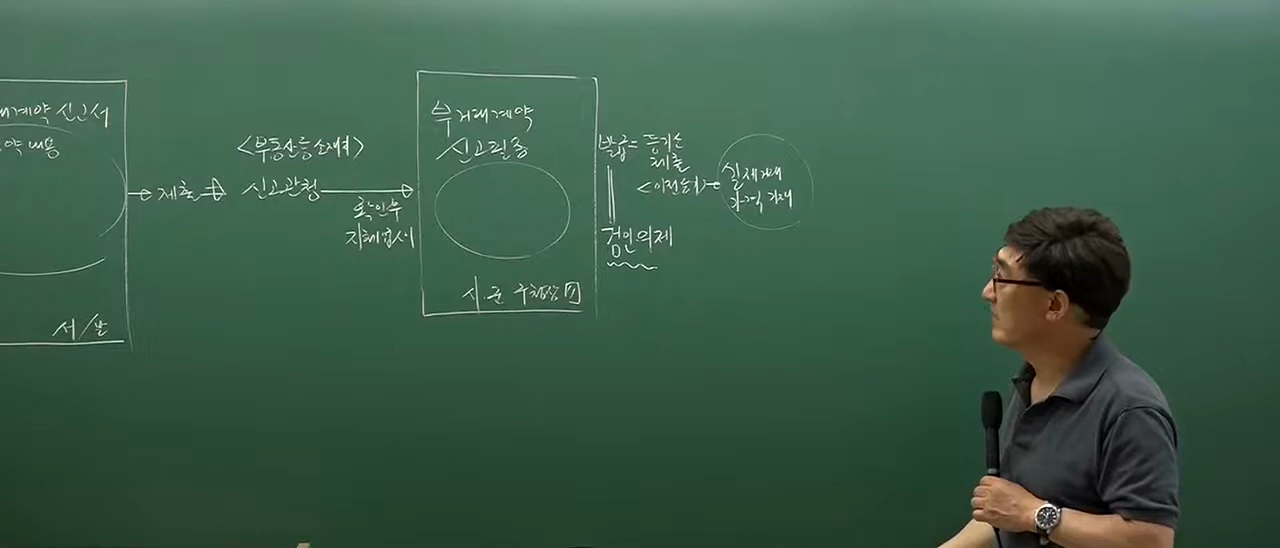 래계약 신고서
약 내용
서/날
제출
<부동산등 소재지>
신고관청
확인후
지체없이
부 거래계약
신고필증
시·군·구청장 印
발급 = 등기소
제출
<이전등기>
검인의제
실제거래
가격 기재